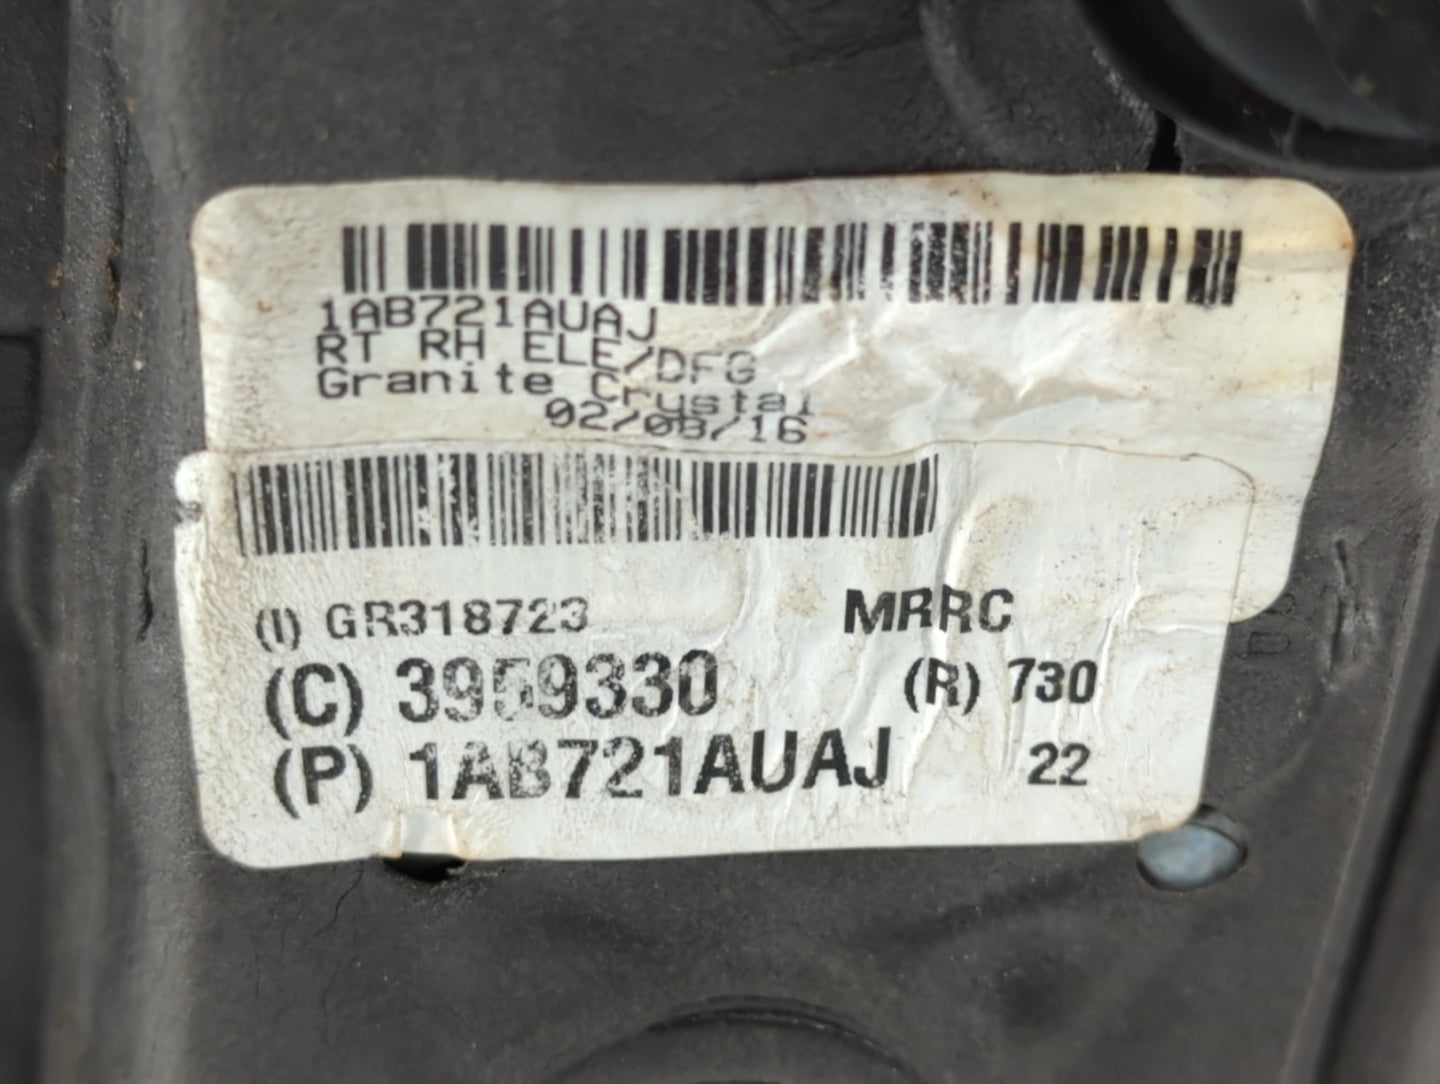 1AB721AUAJ
RT RH ELE/DFG
Granite Crystal
02/08/16
(I) GR318723 MRRC
(C) 3959330 (R) 730
(P) 1AB721AUAJ 22